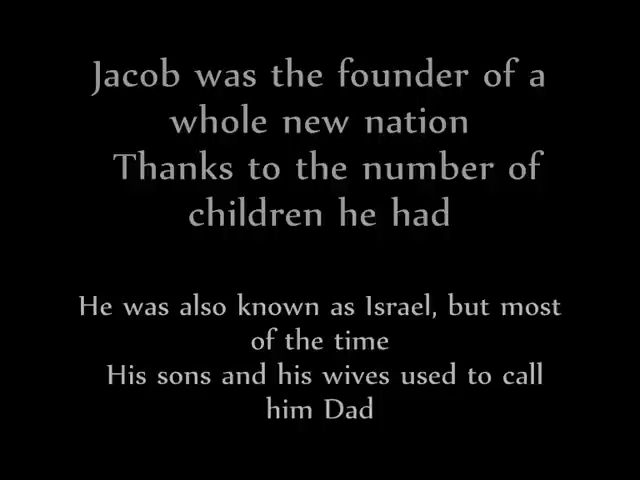 Jacob was the founder of a
whole new nation
Thanks to the number of
children he had
He was also known as Israel, but most
of the time
His sons and his wives used to call
him Dad